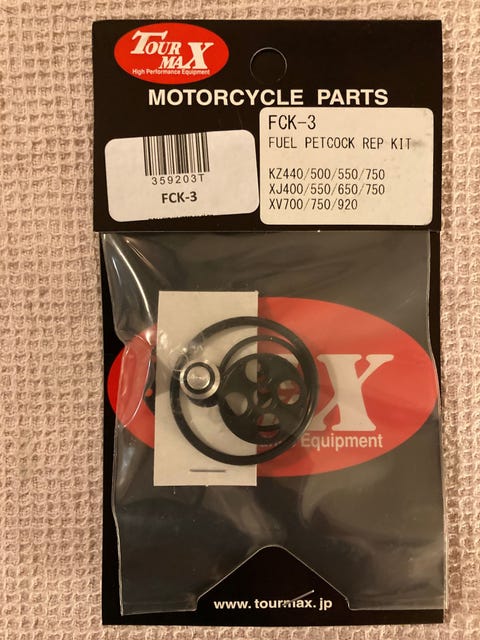 TOUR
MAX
High Performance Equipment
MOTORCYCLE PARTS
359203T
FCK-3
FCK-3
FUEL PETCOCK REP KIT
KZ440/500/550/750
XJ400/550/650/750
XV700/750/920
X
Equipment
www.tourmax.jp